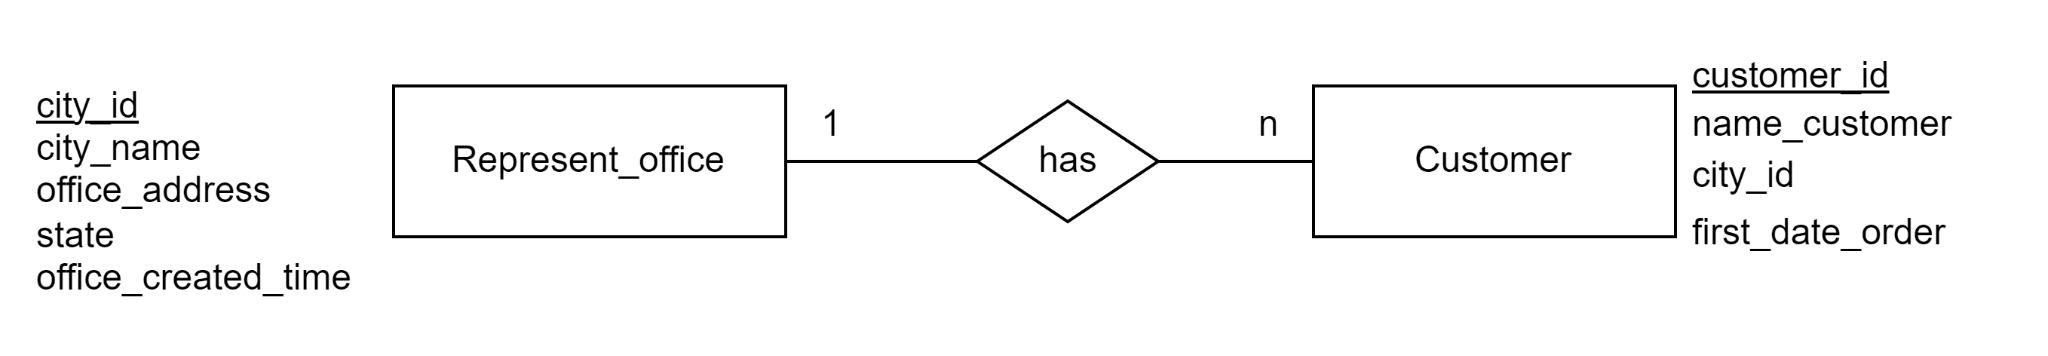 city_id
city_name
office_address
state
office_created_time
Represent_office
1
has
n
Customer
customer_id
name_customer
city_id
first_date_order